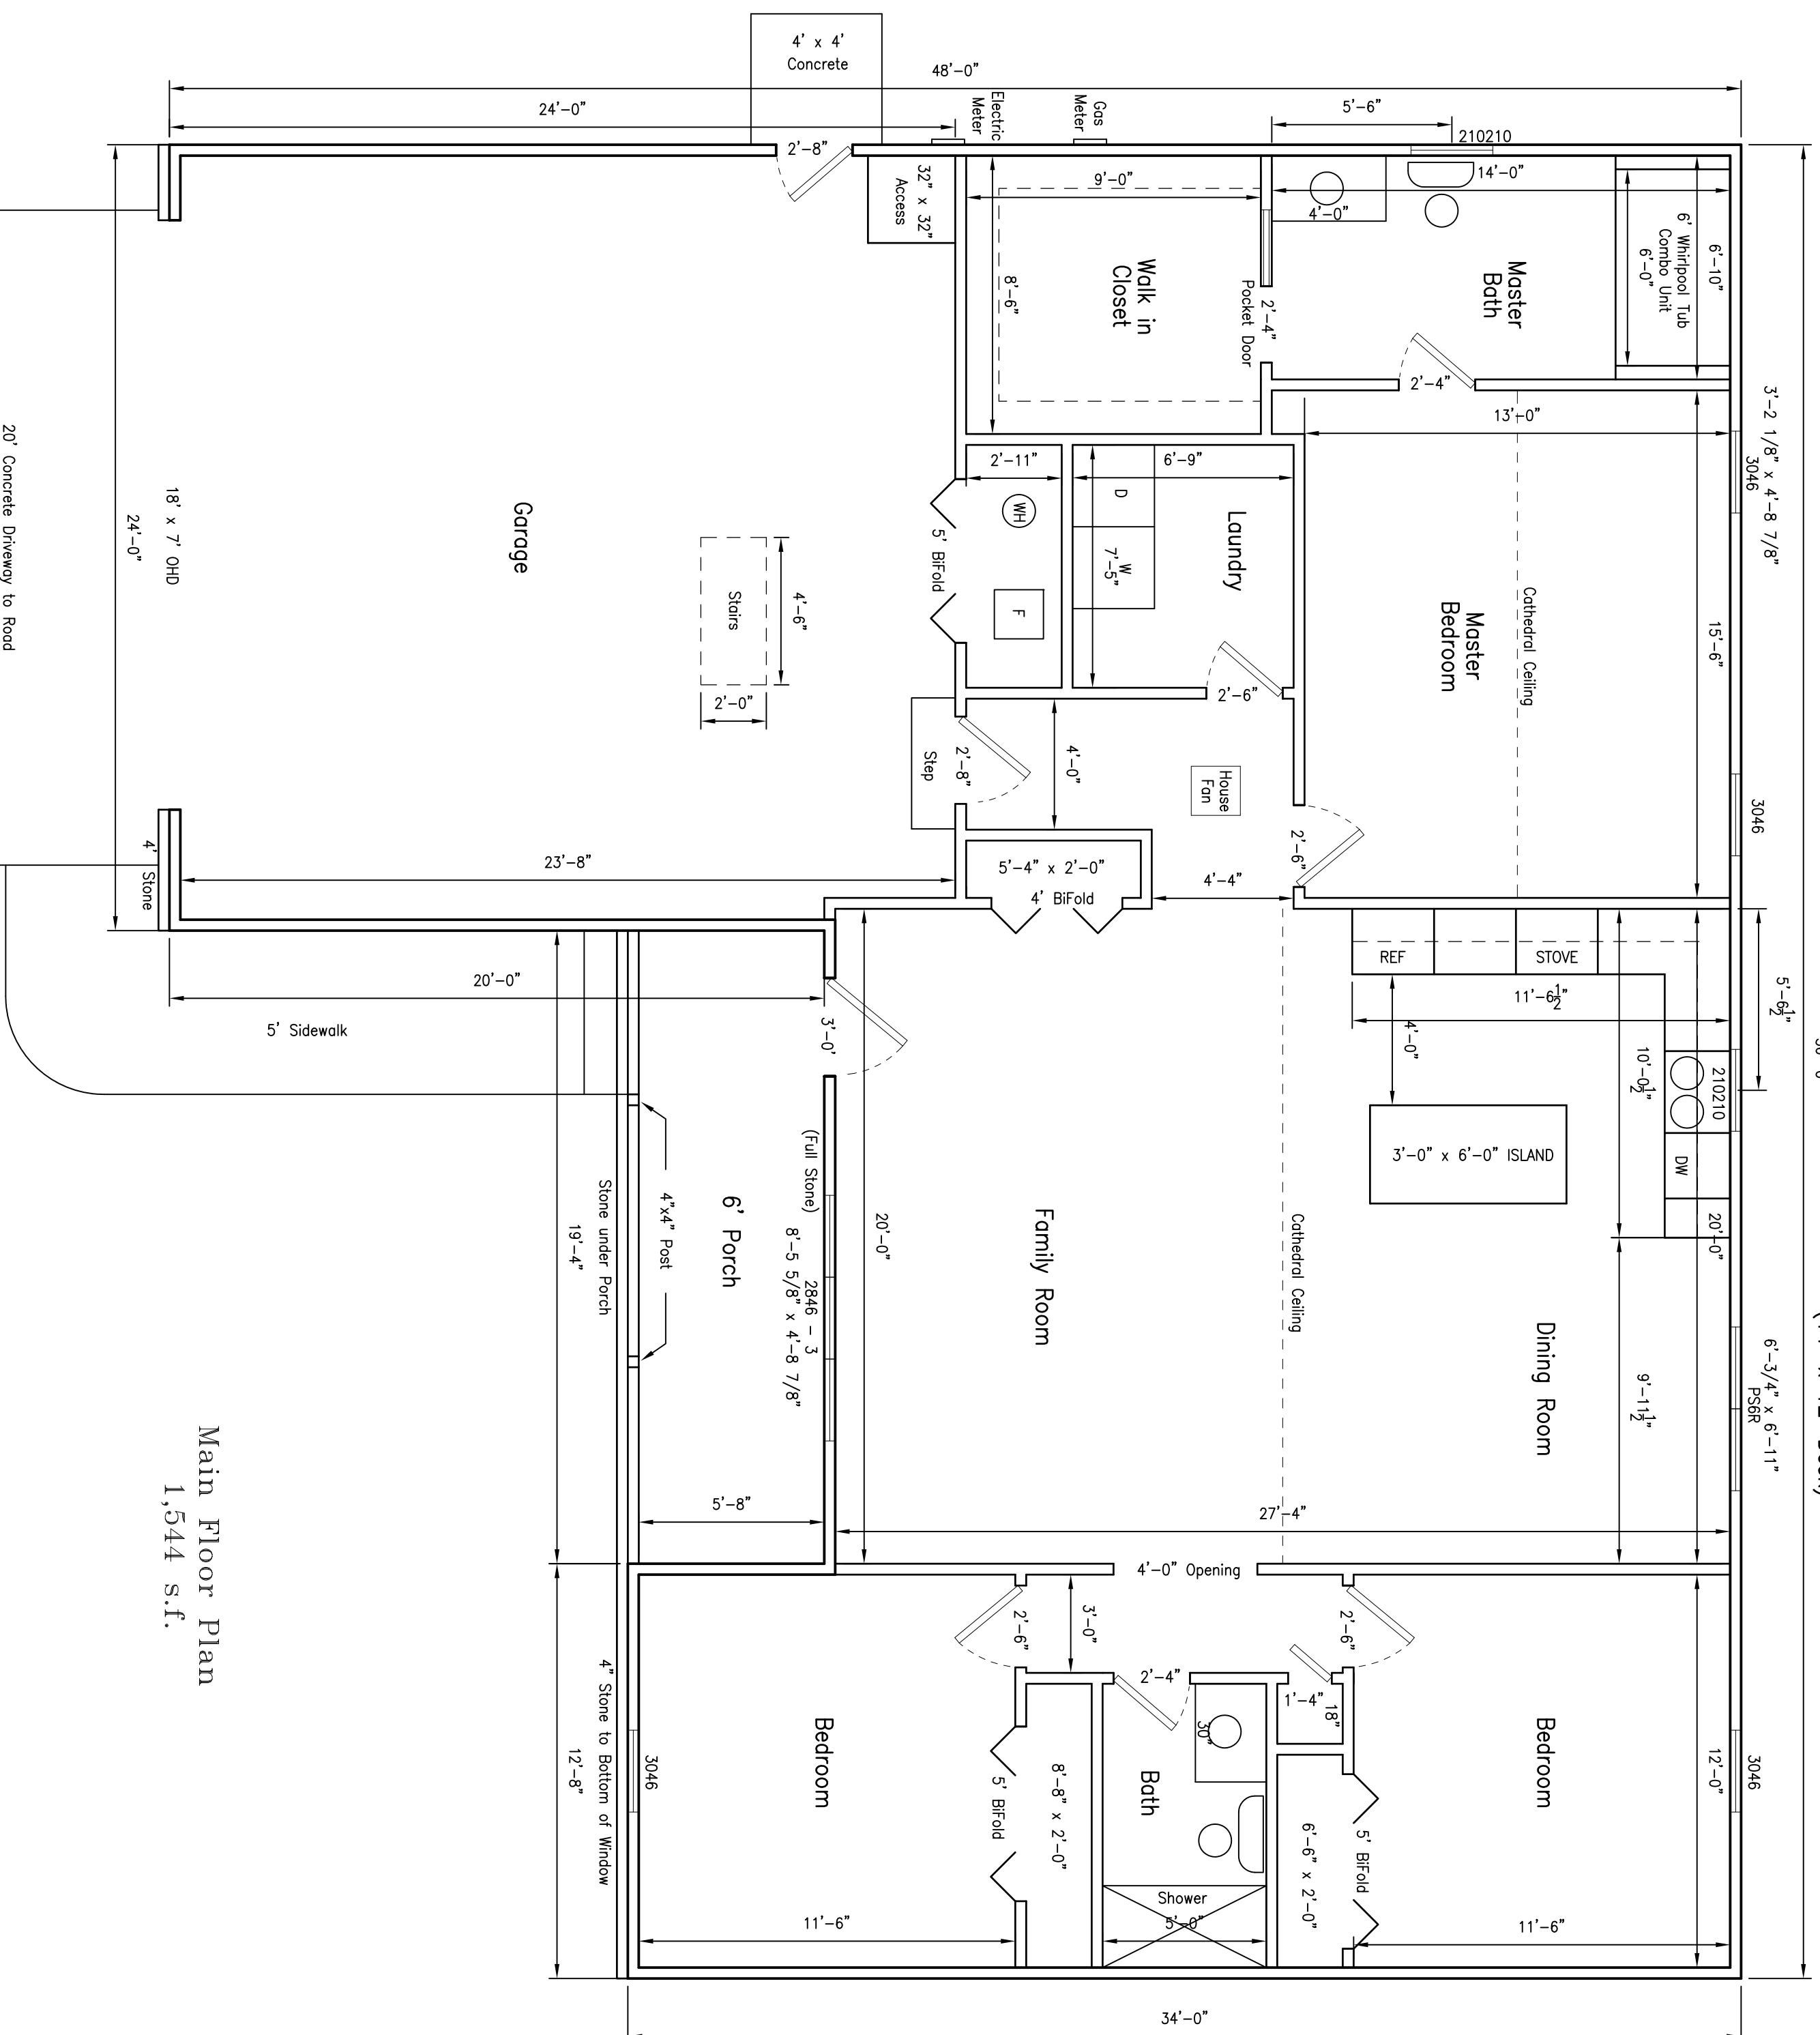 4' x 4'
Concrete
48'-0"
24'-0"
Electric
Meter
Gas
Meter
5'-6"
210210
2'-8"
32" x 32"
Access
9'-0"
8'-6"
Walk in
Closet
2'-4"
Pocket Door
4'-0"
14'-0"
Master
Bath
6'-10"
6' Whirlpool Tub
Combo Unit
6'-0"
2'-4"
3'-2 1/8" x 4'-8 7/8"
3046
13'-0"
Cathedral Ceiling
Master
Bedroom
15'-6"
3046
2'-11"
6'-9"
WH
F
5' BiFold
D
W
7'-5"
Laundry
2'-6"
20' Concrete Driveway to Road
24'-0"
18' x 7' OHD
Garage
4'-6"
Stairs
2'-0"
Step
2'-8"
4'-0"
House
Fan
2'-6"
4'
Stone
23'-8"
5'-4" x 2'-0"
4' BiFold
4'-4"
REF
STOVE
11'-6 1/2"
4'-0"
5'-6 1/2"
10'-0 1/2"
210210
DW
20'-0"
3'-0" x 6'-0" ISLAND
20'-0"
5' Sidewalk
3'-0'
(Full Stone)
4"x4" Post
6' Porch
Stone under Porch
19'-4"
2846 - 3
8'-5 5/8" x 4'-8 7/8"
20'-0"
Family Room
Cathedral Ceiling
Dining Room
9'-11 1/2"
6'-3/4" x 6'-11"
PS6R
5'-8"
27'-4"
Main Floor Plan
1,544 s.f.
4'-0" Opening
2'-6"
3'-0"
2'-6"
2'-4"
1'-4"
18"
30"
Bedroom
3046
12'-8"
4" Stone to Bottom of Window
5' BiFold
8'-8" x 2'-0"
Bath
6'-6" x 2'-0"
5' BiFold
Bedroom
12'-0"
3046
Shower
5'-0"
11'-6"
11'-6"
34'-0"